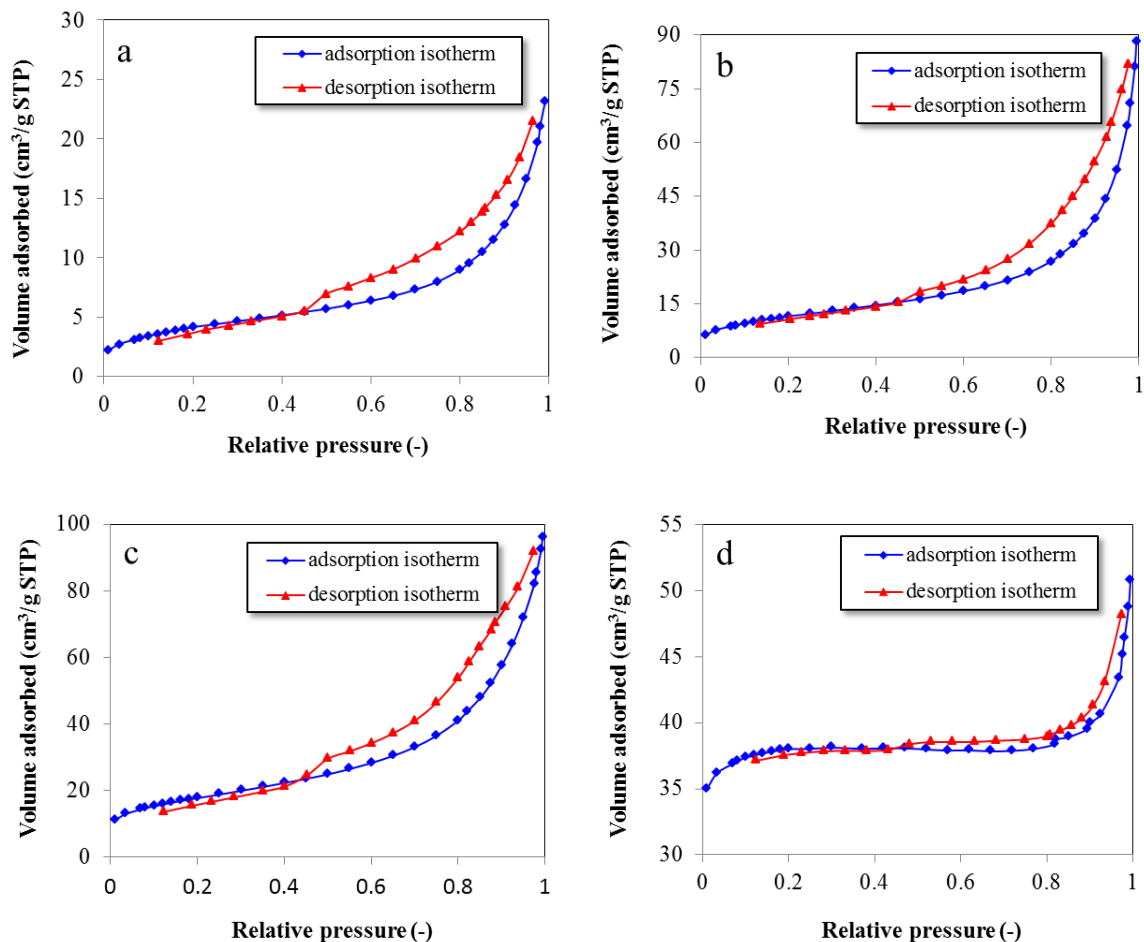 a
adsorption isotherm
desorption isotherm
Volume adsorbed (cm³/g STP)
30
25
20
15
10
5
0
0 0.2 0.4 0.6 0.8 1
Relative pressure (-)
b
adsorption isotherm
desorption isotherm
Volume adsorbed (cm³/g STP)
90
75
60
45
30
15
0
0 0.2 0.4 0.6 0.8 1
Relative pressure (-)
c
adsorption isotherm
desorption isotherm
Volume adsorbed (cm³/g STP)
100
80
60
40
20
0
0 0.2 0.4 0.6 0.8 1
Relative pressure (-)
d
adsorption isotherm
desorption isotherm
Volume adsorbed (cm³/g STP)
55
50
45
40
35
30
0 0.2 0.4 0.6 0.8 1
Relative pressure (-)